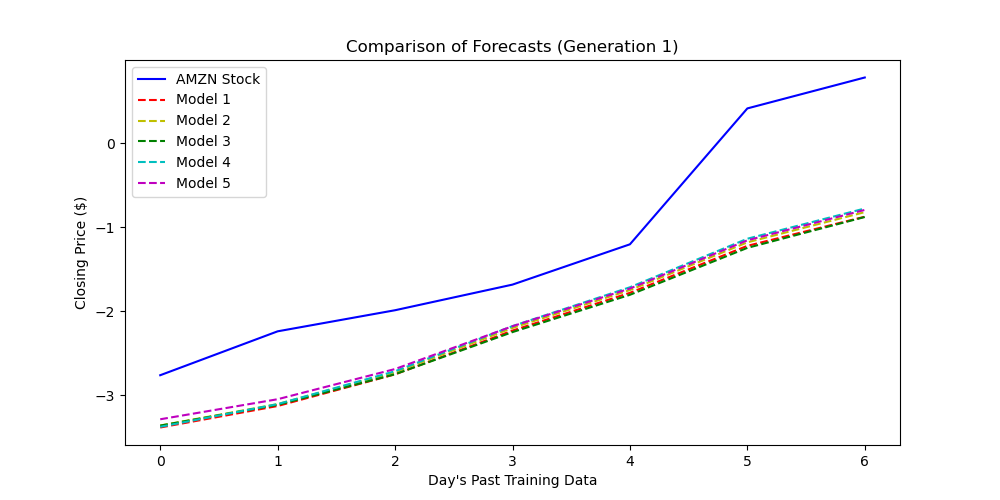 Comparison of Forecasts (Generation 1)
AMZN Stock
Model 1
Model 2
Model 3
Model 4
Model 5
Closing Price ($)
0
−1
−2
−3
0 1 2 3 4 5 6
Day's Past Training Data